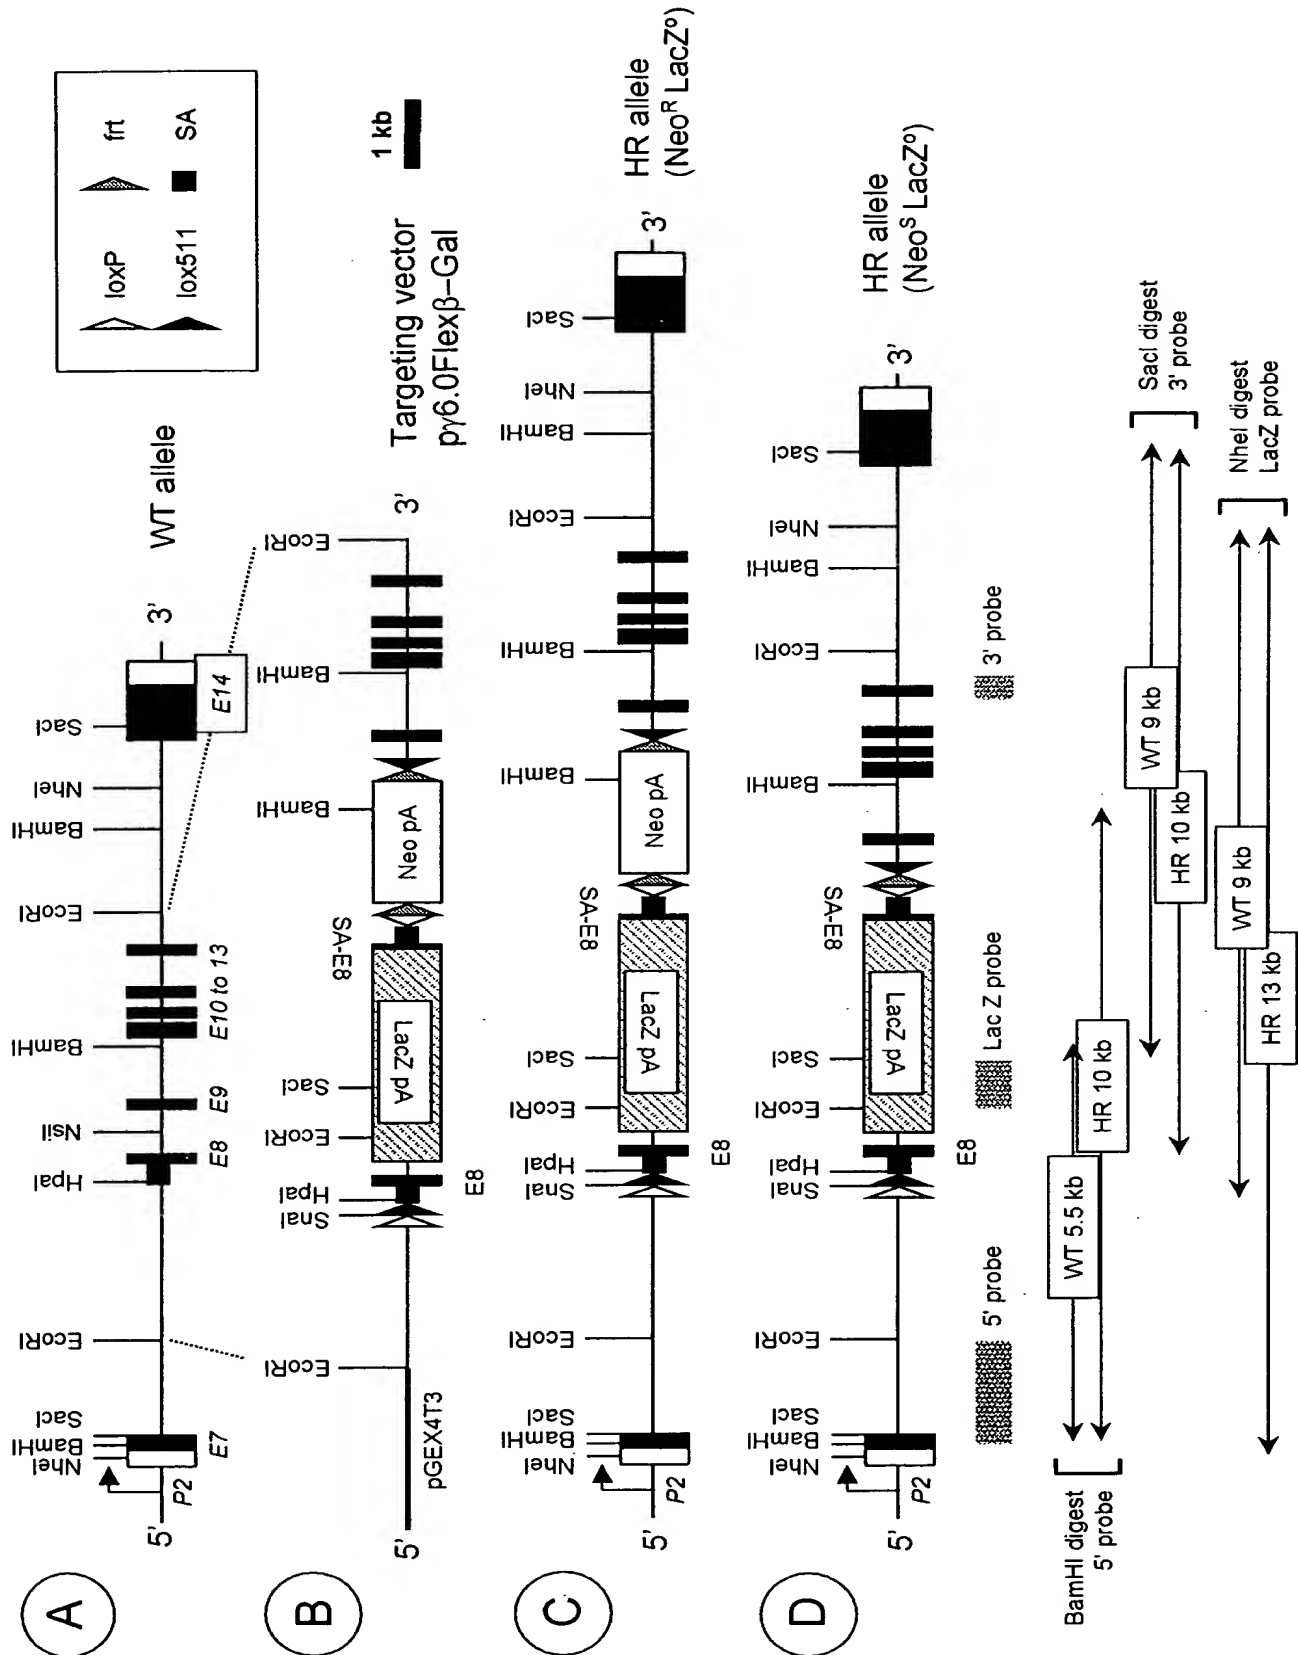 A
5'
P2
NheI
BamHI
SacI
E7
EcoRI
HpaI
E8
NsiI
E9
BamHI
E10 to 13
EcoRI
BamHI
NheI
SacI
E14
3'
WT allele
loxP
frt
lox511
SA
B
5'
pGEX4T3
EcoRI
SnaI
HpaI
E8
EcoRI
SacI
LacZ pA
SA-E8
Neo pA
BamHI
BamHI
EcoRI
3'
Targeting vector
pγ6.0Flexβ–Gal
1 kb
C
5'
P2
NheI
BamHI
SacI
EcoRI
SnaI
HpaI
E8
EcoRI
SacI
LacZ pA
SA-E8
Neo pA
BamHI
BamHI
EcoRI
BamHI
NheI
SacI
3'
HR allele
(Neoᴿ LacZ⁰)
D
5'
P2
NheI
BamHI
SacI
EcoRI
SnaI
HpaI
E8
EcoRI
SacI
LacZ pA
SA-E8
BamHI
EcoRI
BamHI
NheI
SacI
3'
HR allele
(Neoˢ LacZ⁰)
5' probe
Lac Z probe
3' probe
BamHI digest
5' probe
WT 5.5 kb
HR 10 kb
WT 9 kb
HR 10 kb
SacI digest
3' probe
WT 9 kb
HR 13 kb
NheI digest
LacZ probe